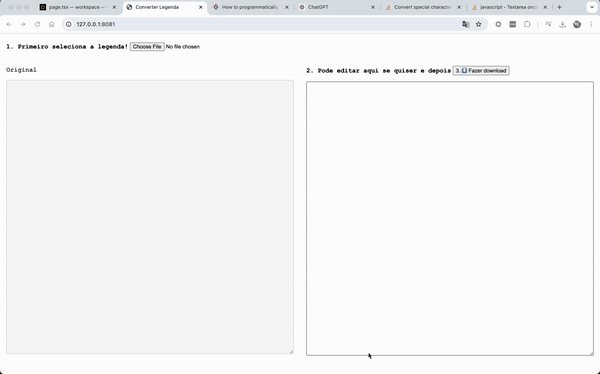 page.tsx — workspace —
Converter Legenda
How to programmatically
ChatGPT
Convert special characte
javascript - Textarea onch
127.0.0.1:8081
1. Primeiro seleciona a legenda! Choose File No file chosen
Original
2. Pode editar aqui se quiser e depois 3. ⬇️ Fazer download